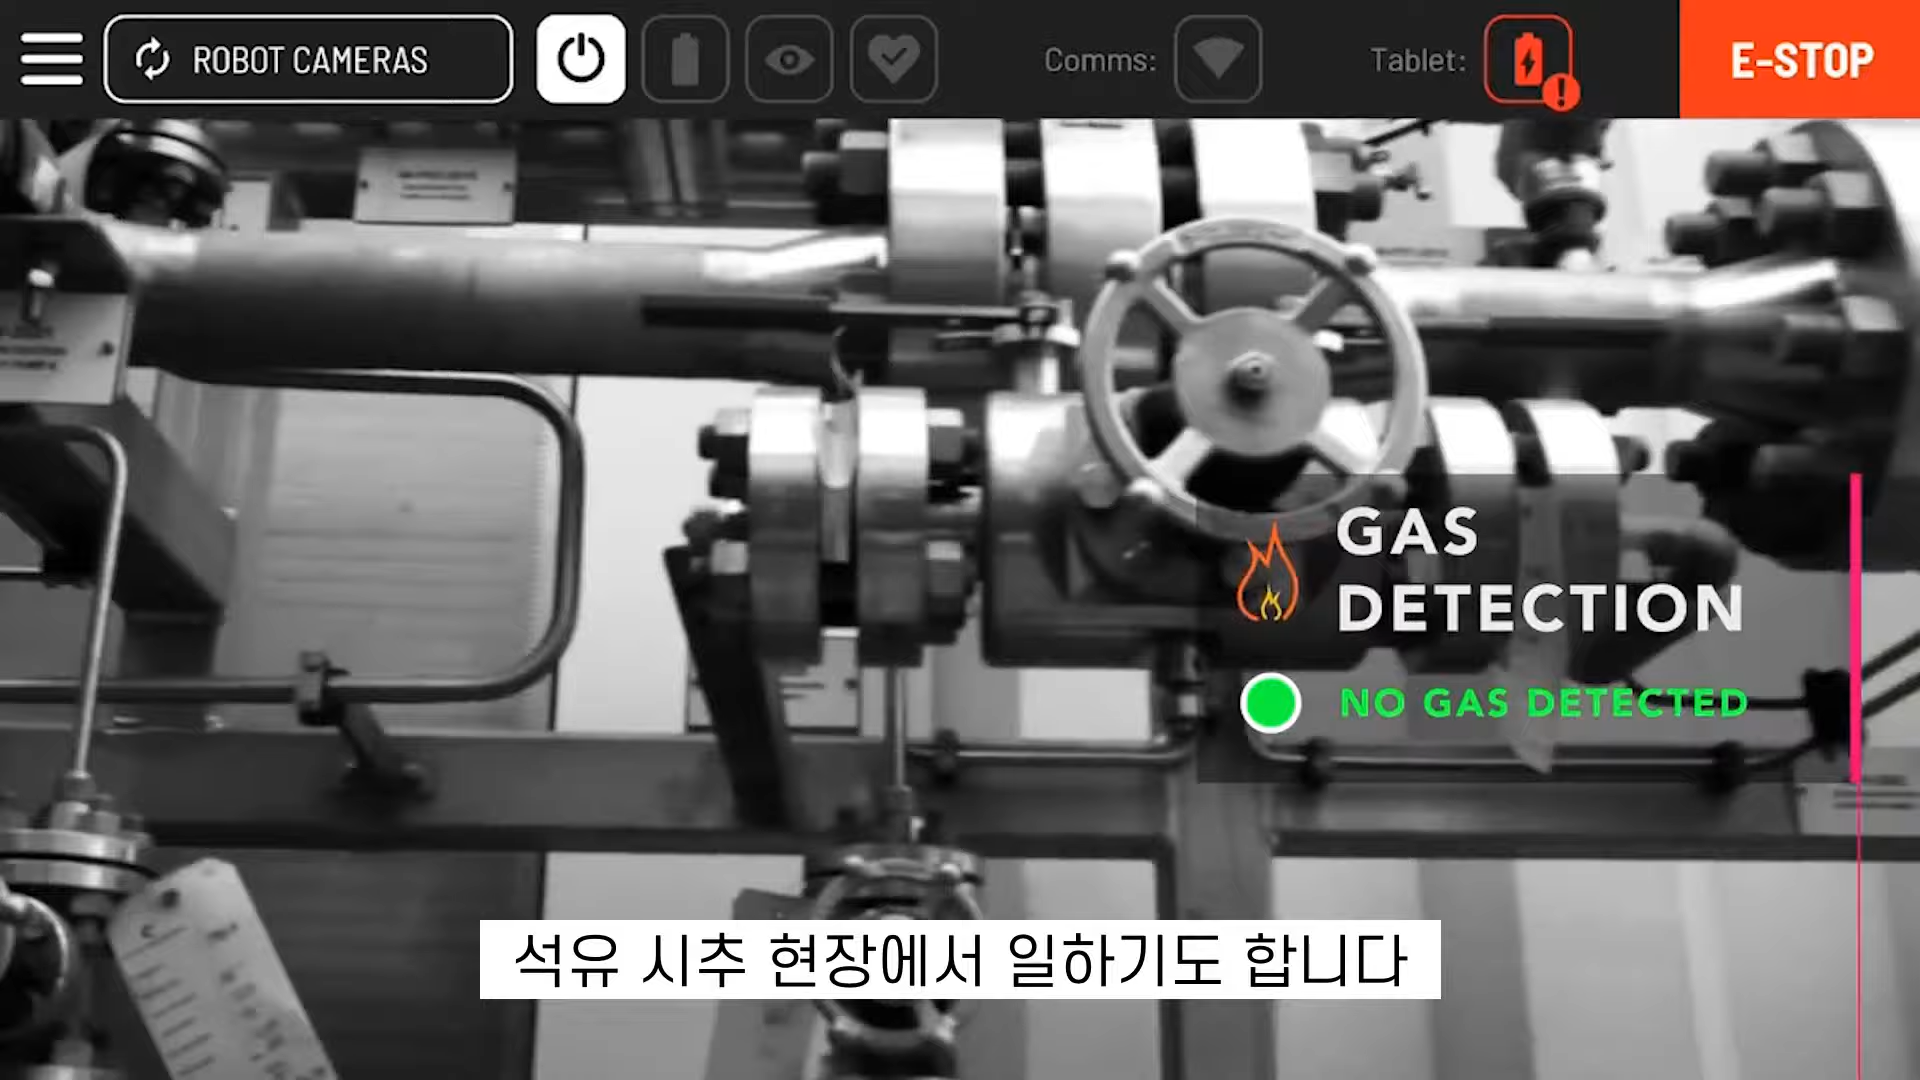 ROBOT CAMERAS
Comms:
Tablet:
E-STOP
GAS
DETECTION
NO GAS DETECTED
석유 시추 현장에서 일하기도 합니다